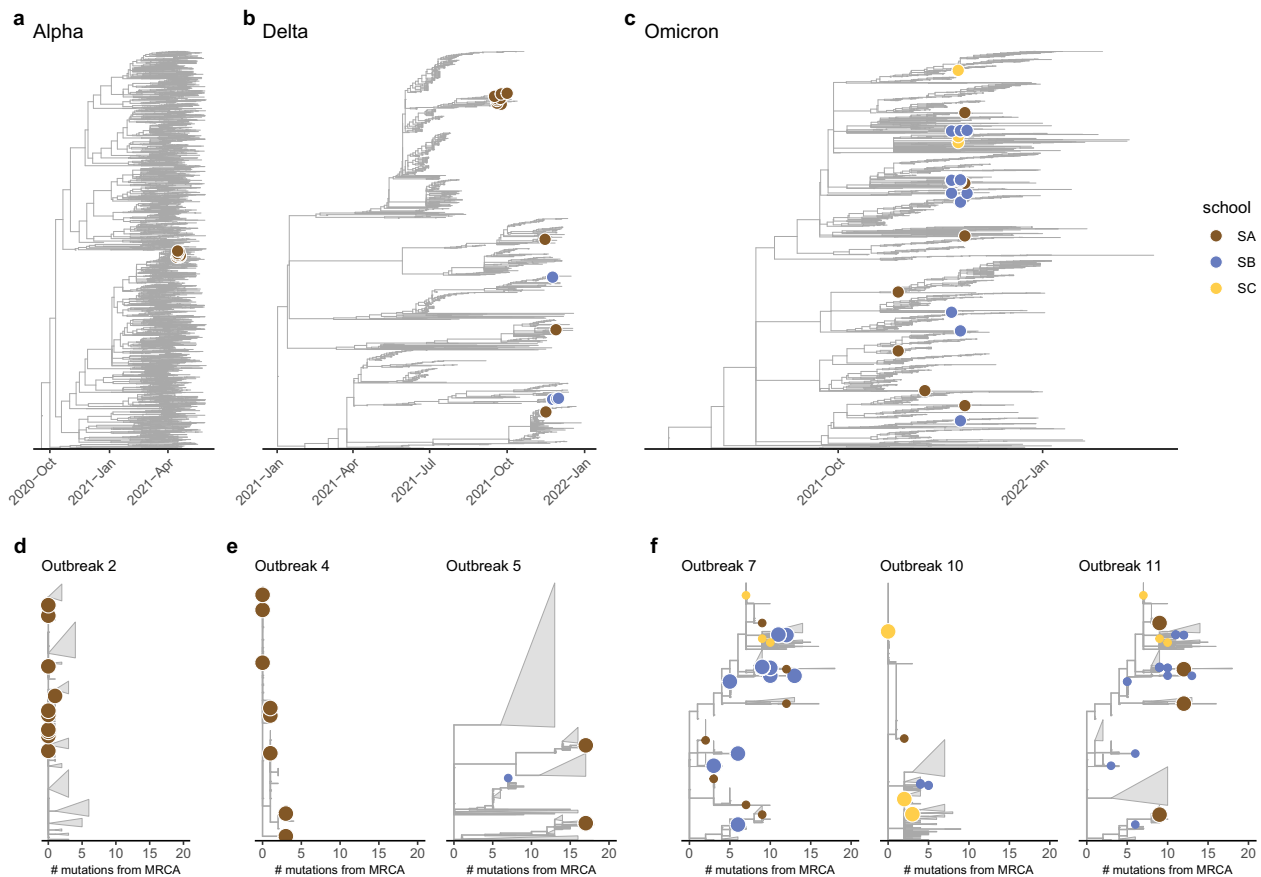 a Alpha
b Delta
c Omicron
2020−Oct
2021−Jan
2021−Apr
2021−Jan
2021−Apr
2021−Jul
2021−Oct
2022−Jan
2021−Oct
2022−Jan
school
SA
SB
SC
d
e
f
Outbreak 2
Outbreak 4
Outbreak 5
Outbreak 7
Outbreak 10
Outbreak 11
0 5 10 15 20
0 5 10 15 20
0 5 10 15 20
0 5 10 15 20
0 5 10 15 20
0 5 10 15 20
# mutations from MRCA
# mutations from MRCA
# mutations from MRCA
# mutations from MRCA
# mutations from MRCA
# mutations from MRCA